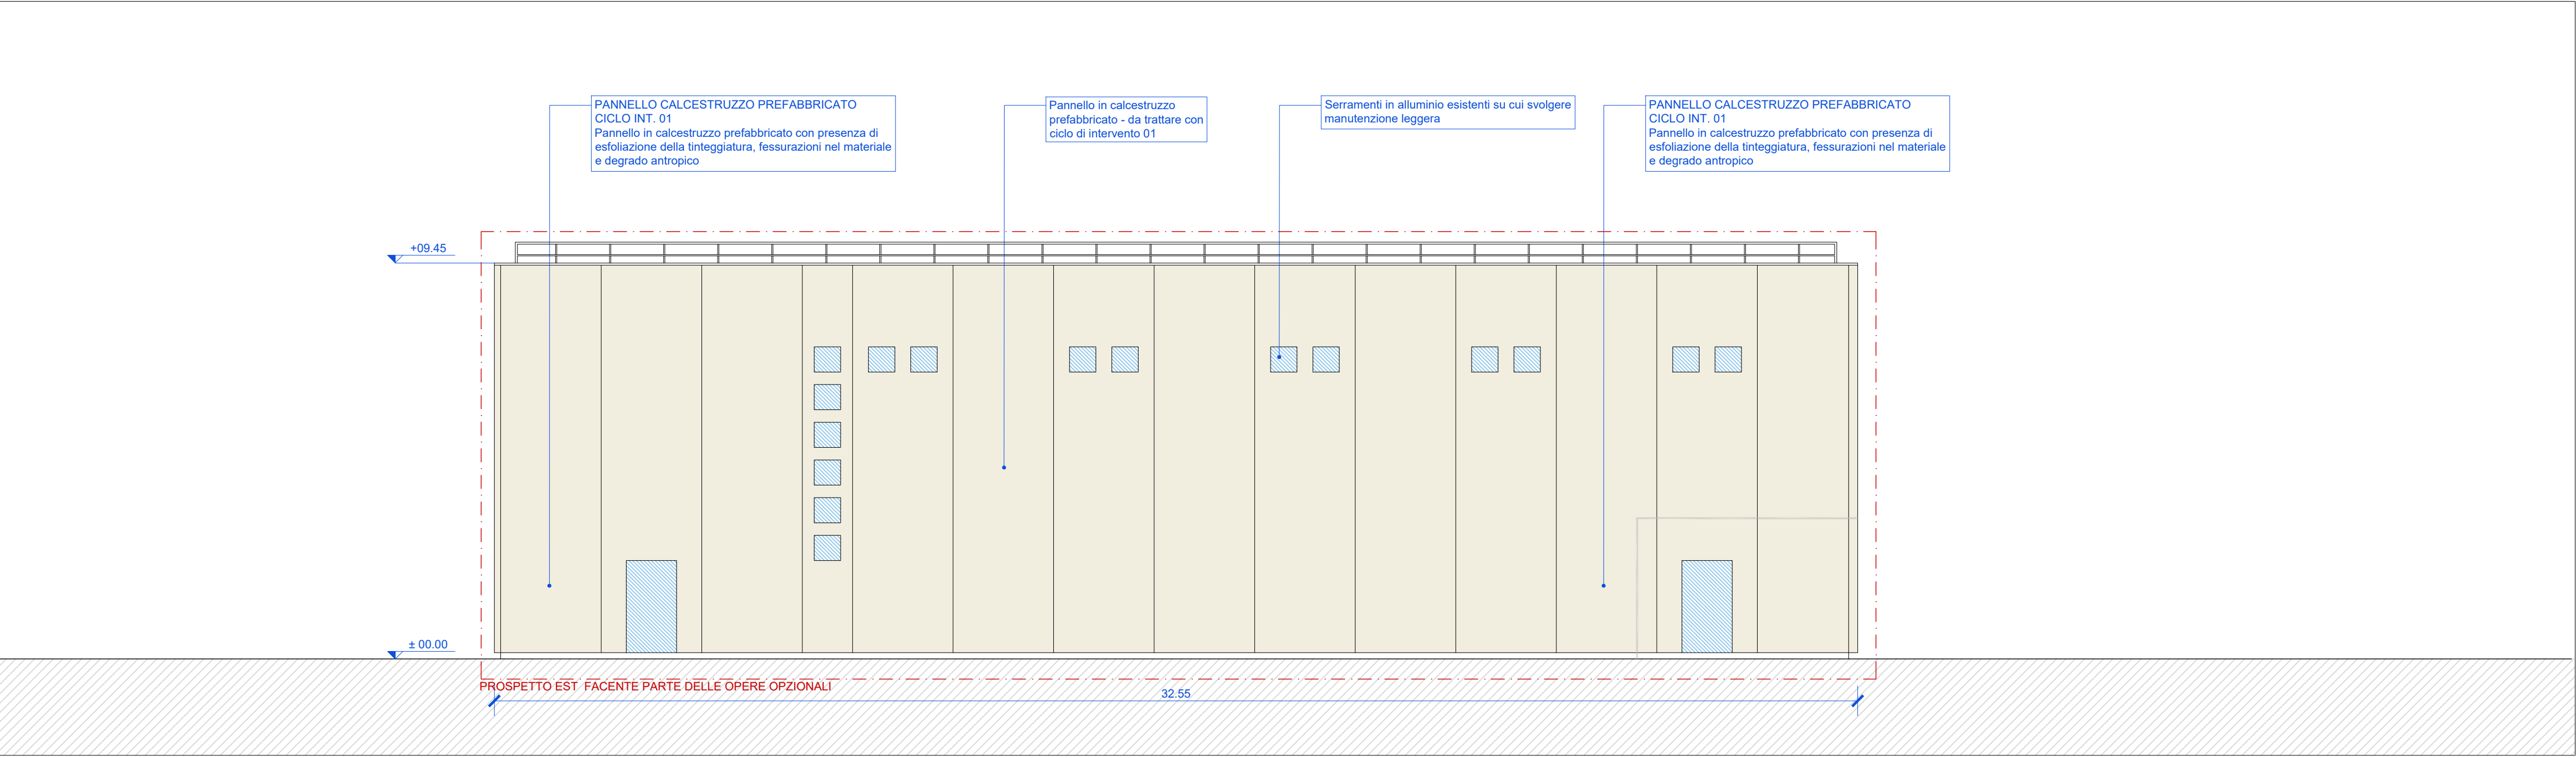 PANNELLO CALCESTRUZZO PREFABBRICATO
CICLO INT. 01
Pannello in calcestruzzo prefabbricato con presenza di
esfoliazione della tinteggiatura, fessurazioni nel materiale
e degrado antropico
Pannello in calcestruzzo
prefabbricato - da trattare con
ciclo di intervento 01
Serramenti in alluminio esistenti su cui svolgere
manutenzione leggera
PANNELLO CALCESTRUZZO PREFABBRICATO
CICLO INT. 01
Pannello in calcestruzzo prefabbricato con presenza di
esfoliazione della tinteggiatura, fessurazioni nel materiale
e degrado antropico
+09.45
± 00.00
PROSPETTO EST  FACENTE PARTE DELLE OPERE OPZIONALI
32.55